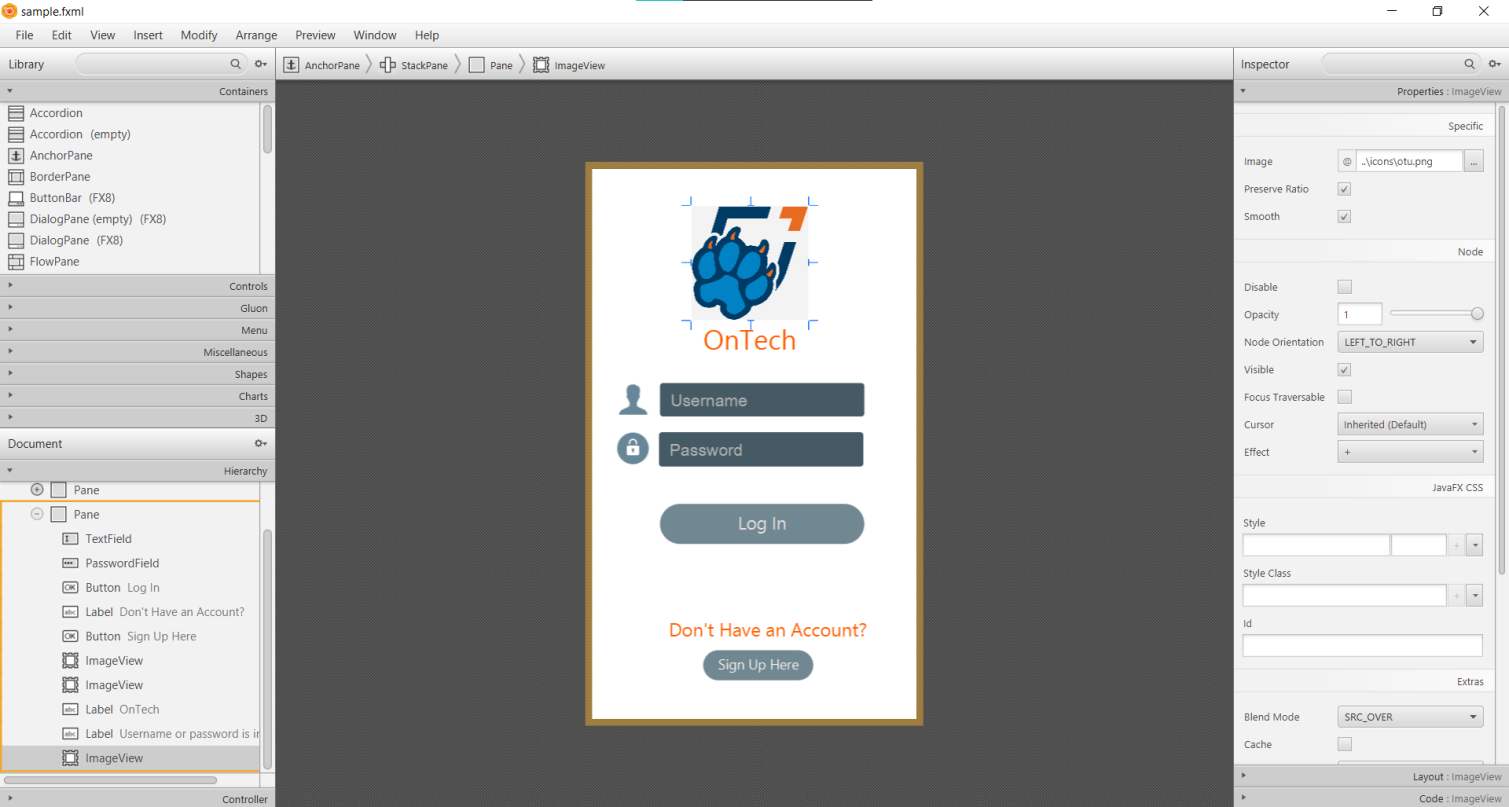 sample.fxml
File Edit View Insert Modify Arrange Preview Window Help
Library
AnchorPane StackPane Pane ImageView
Inspector
Containers
Accordion
Accordion (empty)
AnchorPane
BorderPane
ButtonBar (FX8)
DialogPane (empty) (FX8)
DialogPane (FX8)
FlowPane
Controls
Gluon
Menu
Miscellaneous
Shapes
Charts
3D
Document
Hierarchy
Pane
Pane
TextField
PasswordField
OK Button Log In
abc Label Don't Have an Account?
OK Button Sign Up Here
ImageView
ImageView
abc Label OnTech
abc Label Username or password is in
ImageView
Controller
OnTech
Username
Password
Log In
Don't Have an Account?
Sign Up Here
Properties : ImageView
Specific
Image @ ..\icons\otu.png ...
Preserve Ratio
Smooth
Node
Disable
Opacity 1
Node Orientation LEFT_TO_RIGHT
Visible
Focus Traversable
Cursor Inherited (Default)
Effect +
JavaFX CSS
Style
+
Style Class
+
Id
Extras
Blend Mode SRC_OVER
Cache
Layout : ImageView
Code : ImageView